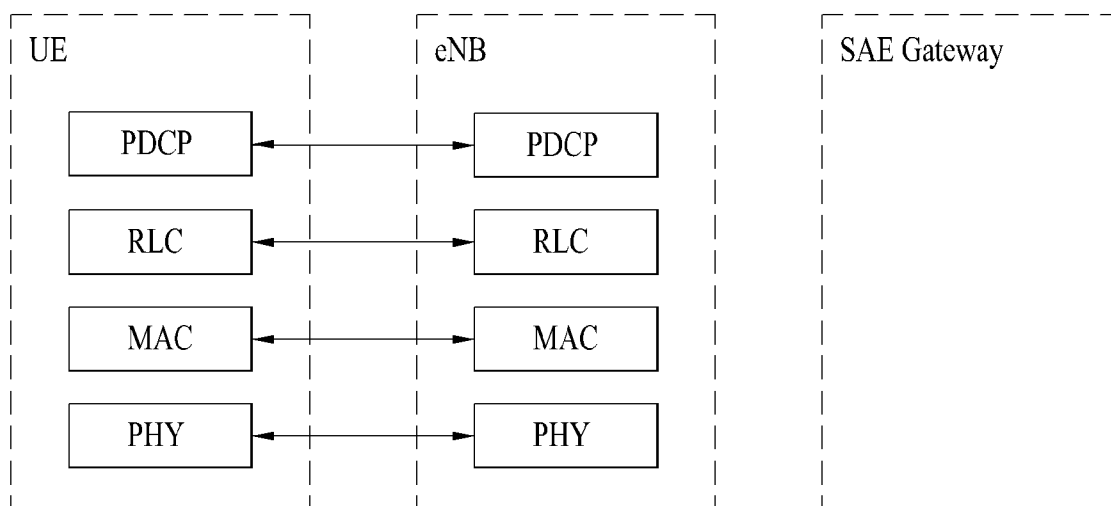 UE
eNB
SAE Gateway
PDCP
PDCP
RLC
RLC
MAC
MAC
PHY
PHY